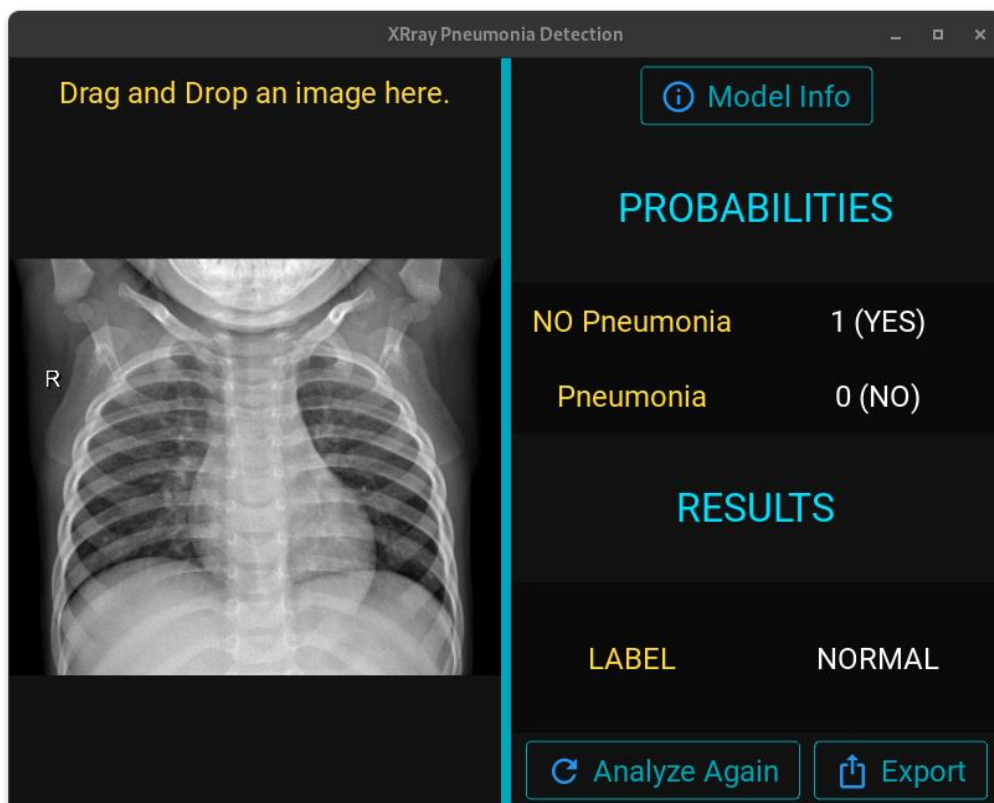 XRray Pneumonia Detection
Drag and Drop an image here.
R
Model Info
PROBABILITIES
NO Pneumonia 1 (YES)
Pneumonia 0 (NO)
RESULTS
LABEL NORMAL
Analyze Again Export